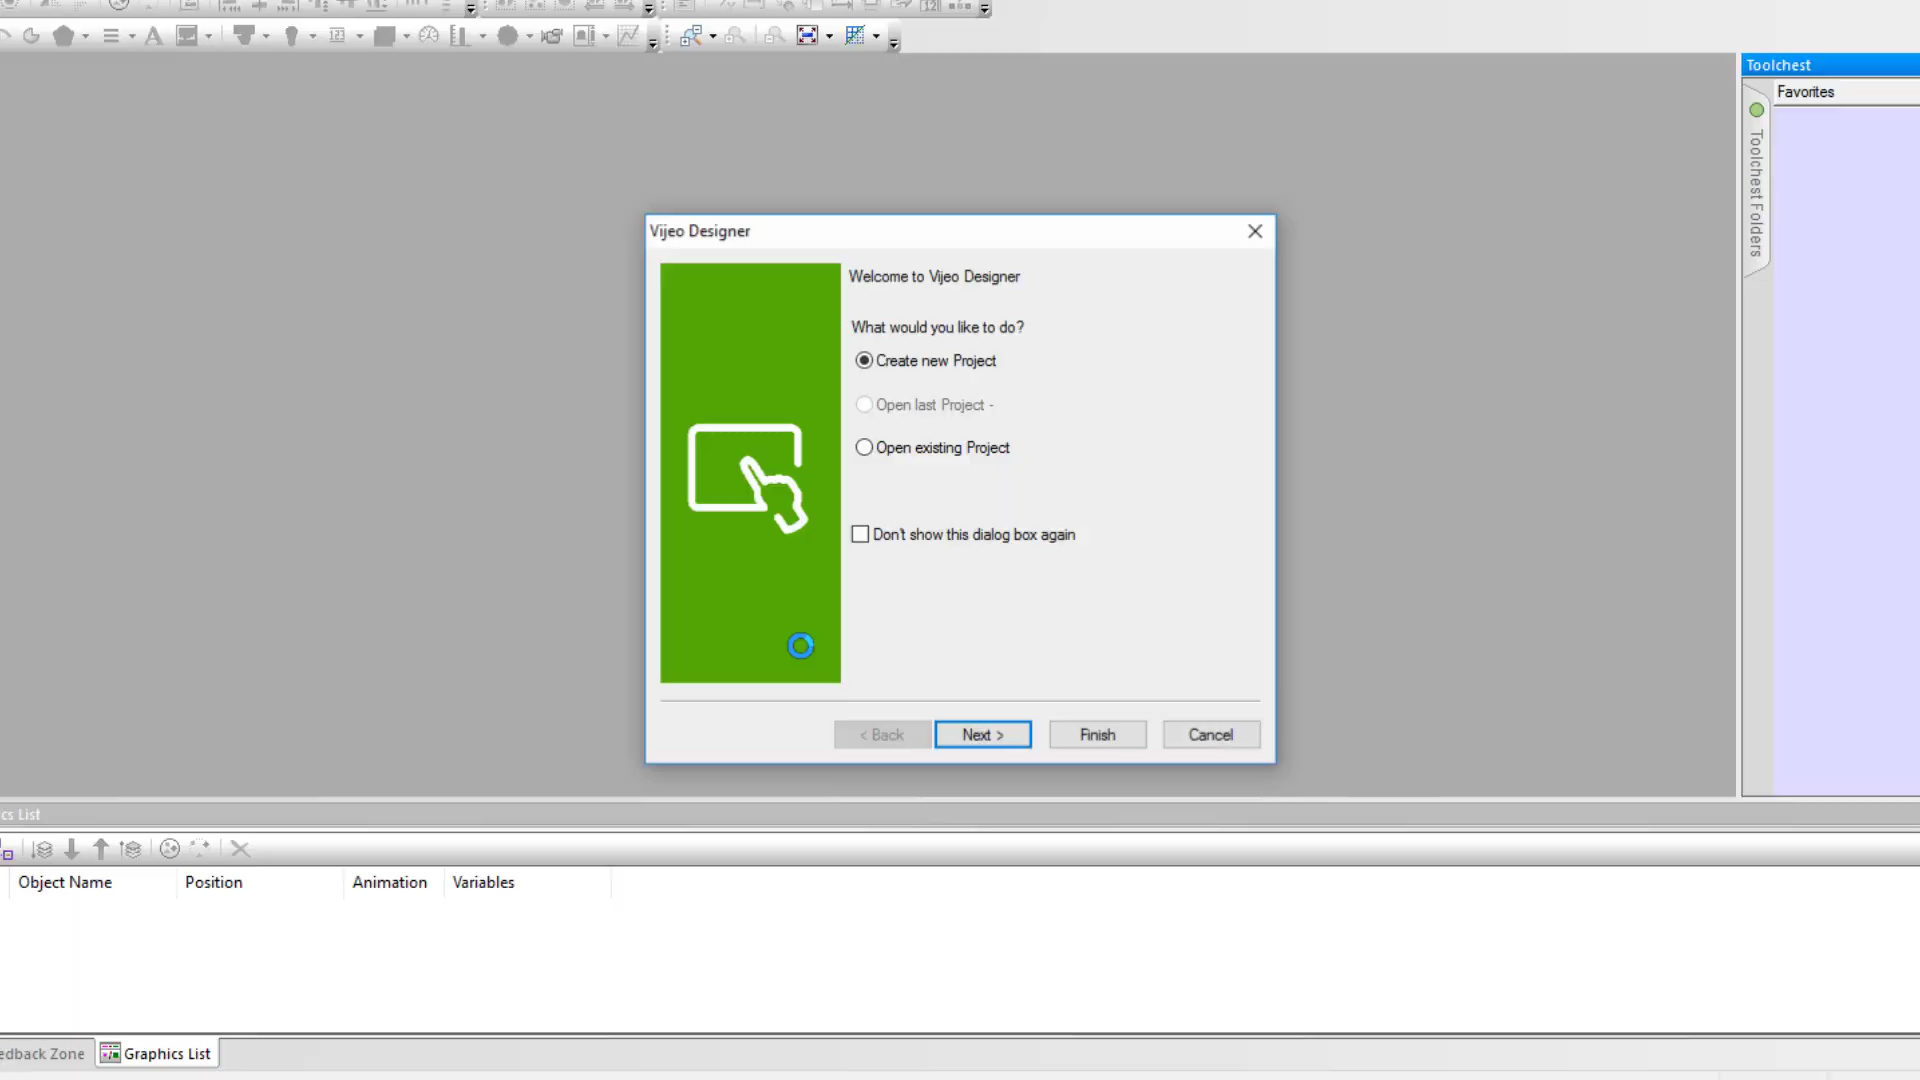 Toolchest
Favorites
Toolchest Folders
Vijeo Designer
Welcome to Vijeo Designer
What would you like to do?
Create new Project
Open last Project -
Open existing Project
Don't show this dialog box again
< Back
Next >
Finish
Cancel
cs List
Object Name
Position
Animation
Variables
edback Zone
Graphics List